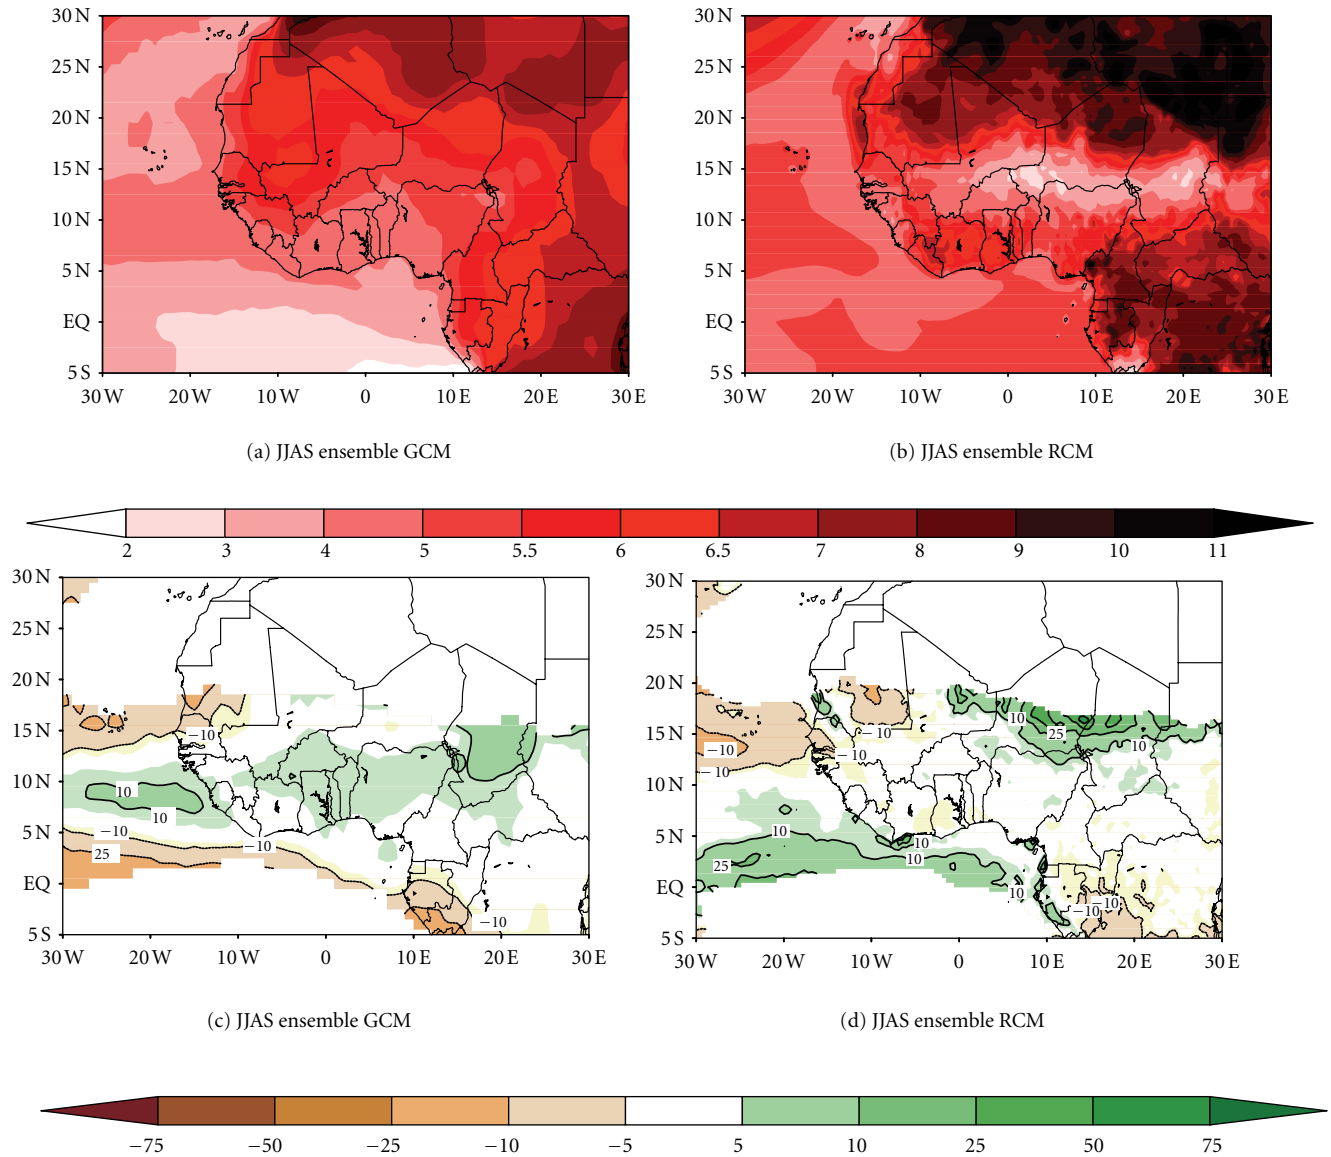 30 N
25 N
20 N
15 N
10 N
5 N
EQ
5 S
30 W 20 W 10 W 0 10 E 20 E 30 E
(a) JJAS ensemble GCM
30 N
25 N
20 N
15 N
10 N
5 N
EQ
5 S
30 W 20 W 10 W 0 10 E 20 E 30 E
(b) JJAS ensemble RCM
2 3 4 5 5.5 6 6.5 7 8 9 10 11
30 N
25 N
20 N
15 N
10 N
5 N
EQ
5 S
−10
10
10
−10
−10
25
−10
30 W 20 W 10 W 0 10 E 20 E 30 E
(c) JJAS ensemble GCM
30 N
25 N
20 N
15 N
10 N
5 N
EQ
5 S
10
−10
25
10
−10
−10
−10
10
10
10
25
10
−10
−10
30 W 20 W 10 W 0 10 E 20 E 30 E
(d) JJAS ensemble RCM
−75 −50 −25 −10 −5 5 10 25 50 75